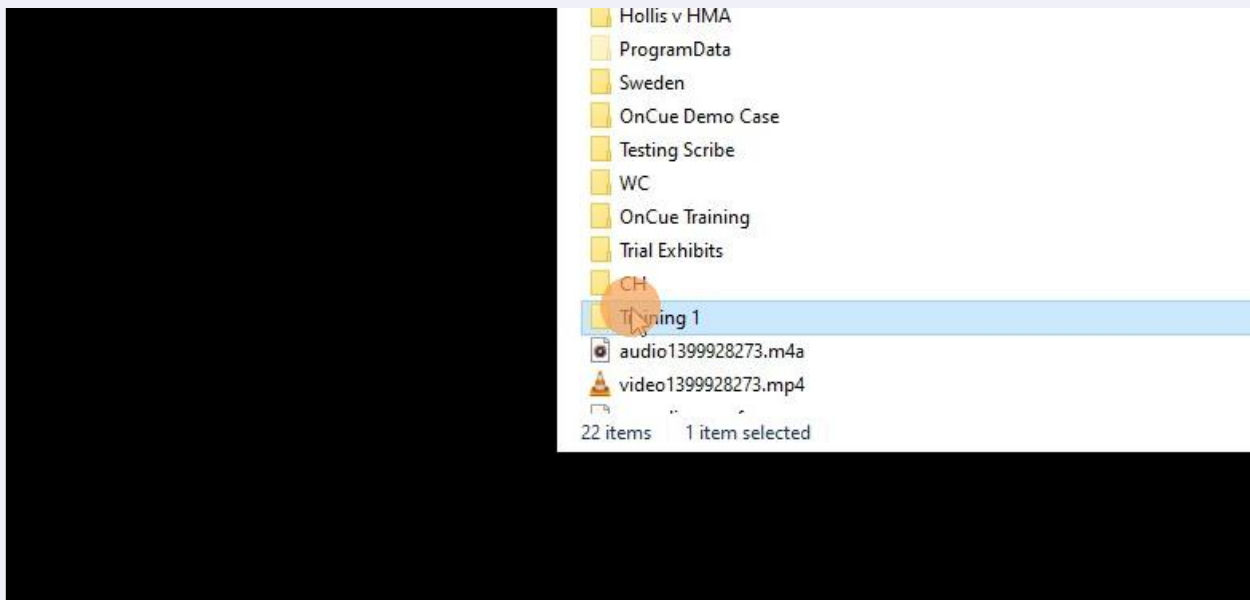 Hollis v HMA
ProgramData
Sweden
OnCue Demo Case
Testing Scribe
WC
OnCue Training
Trial Exhibits
CH
Training 1
audio1399928273.m4a
video1399928273.mp4
22 items 1 item selected